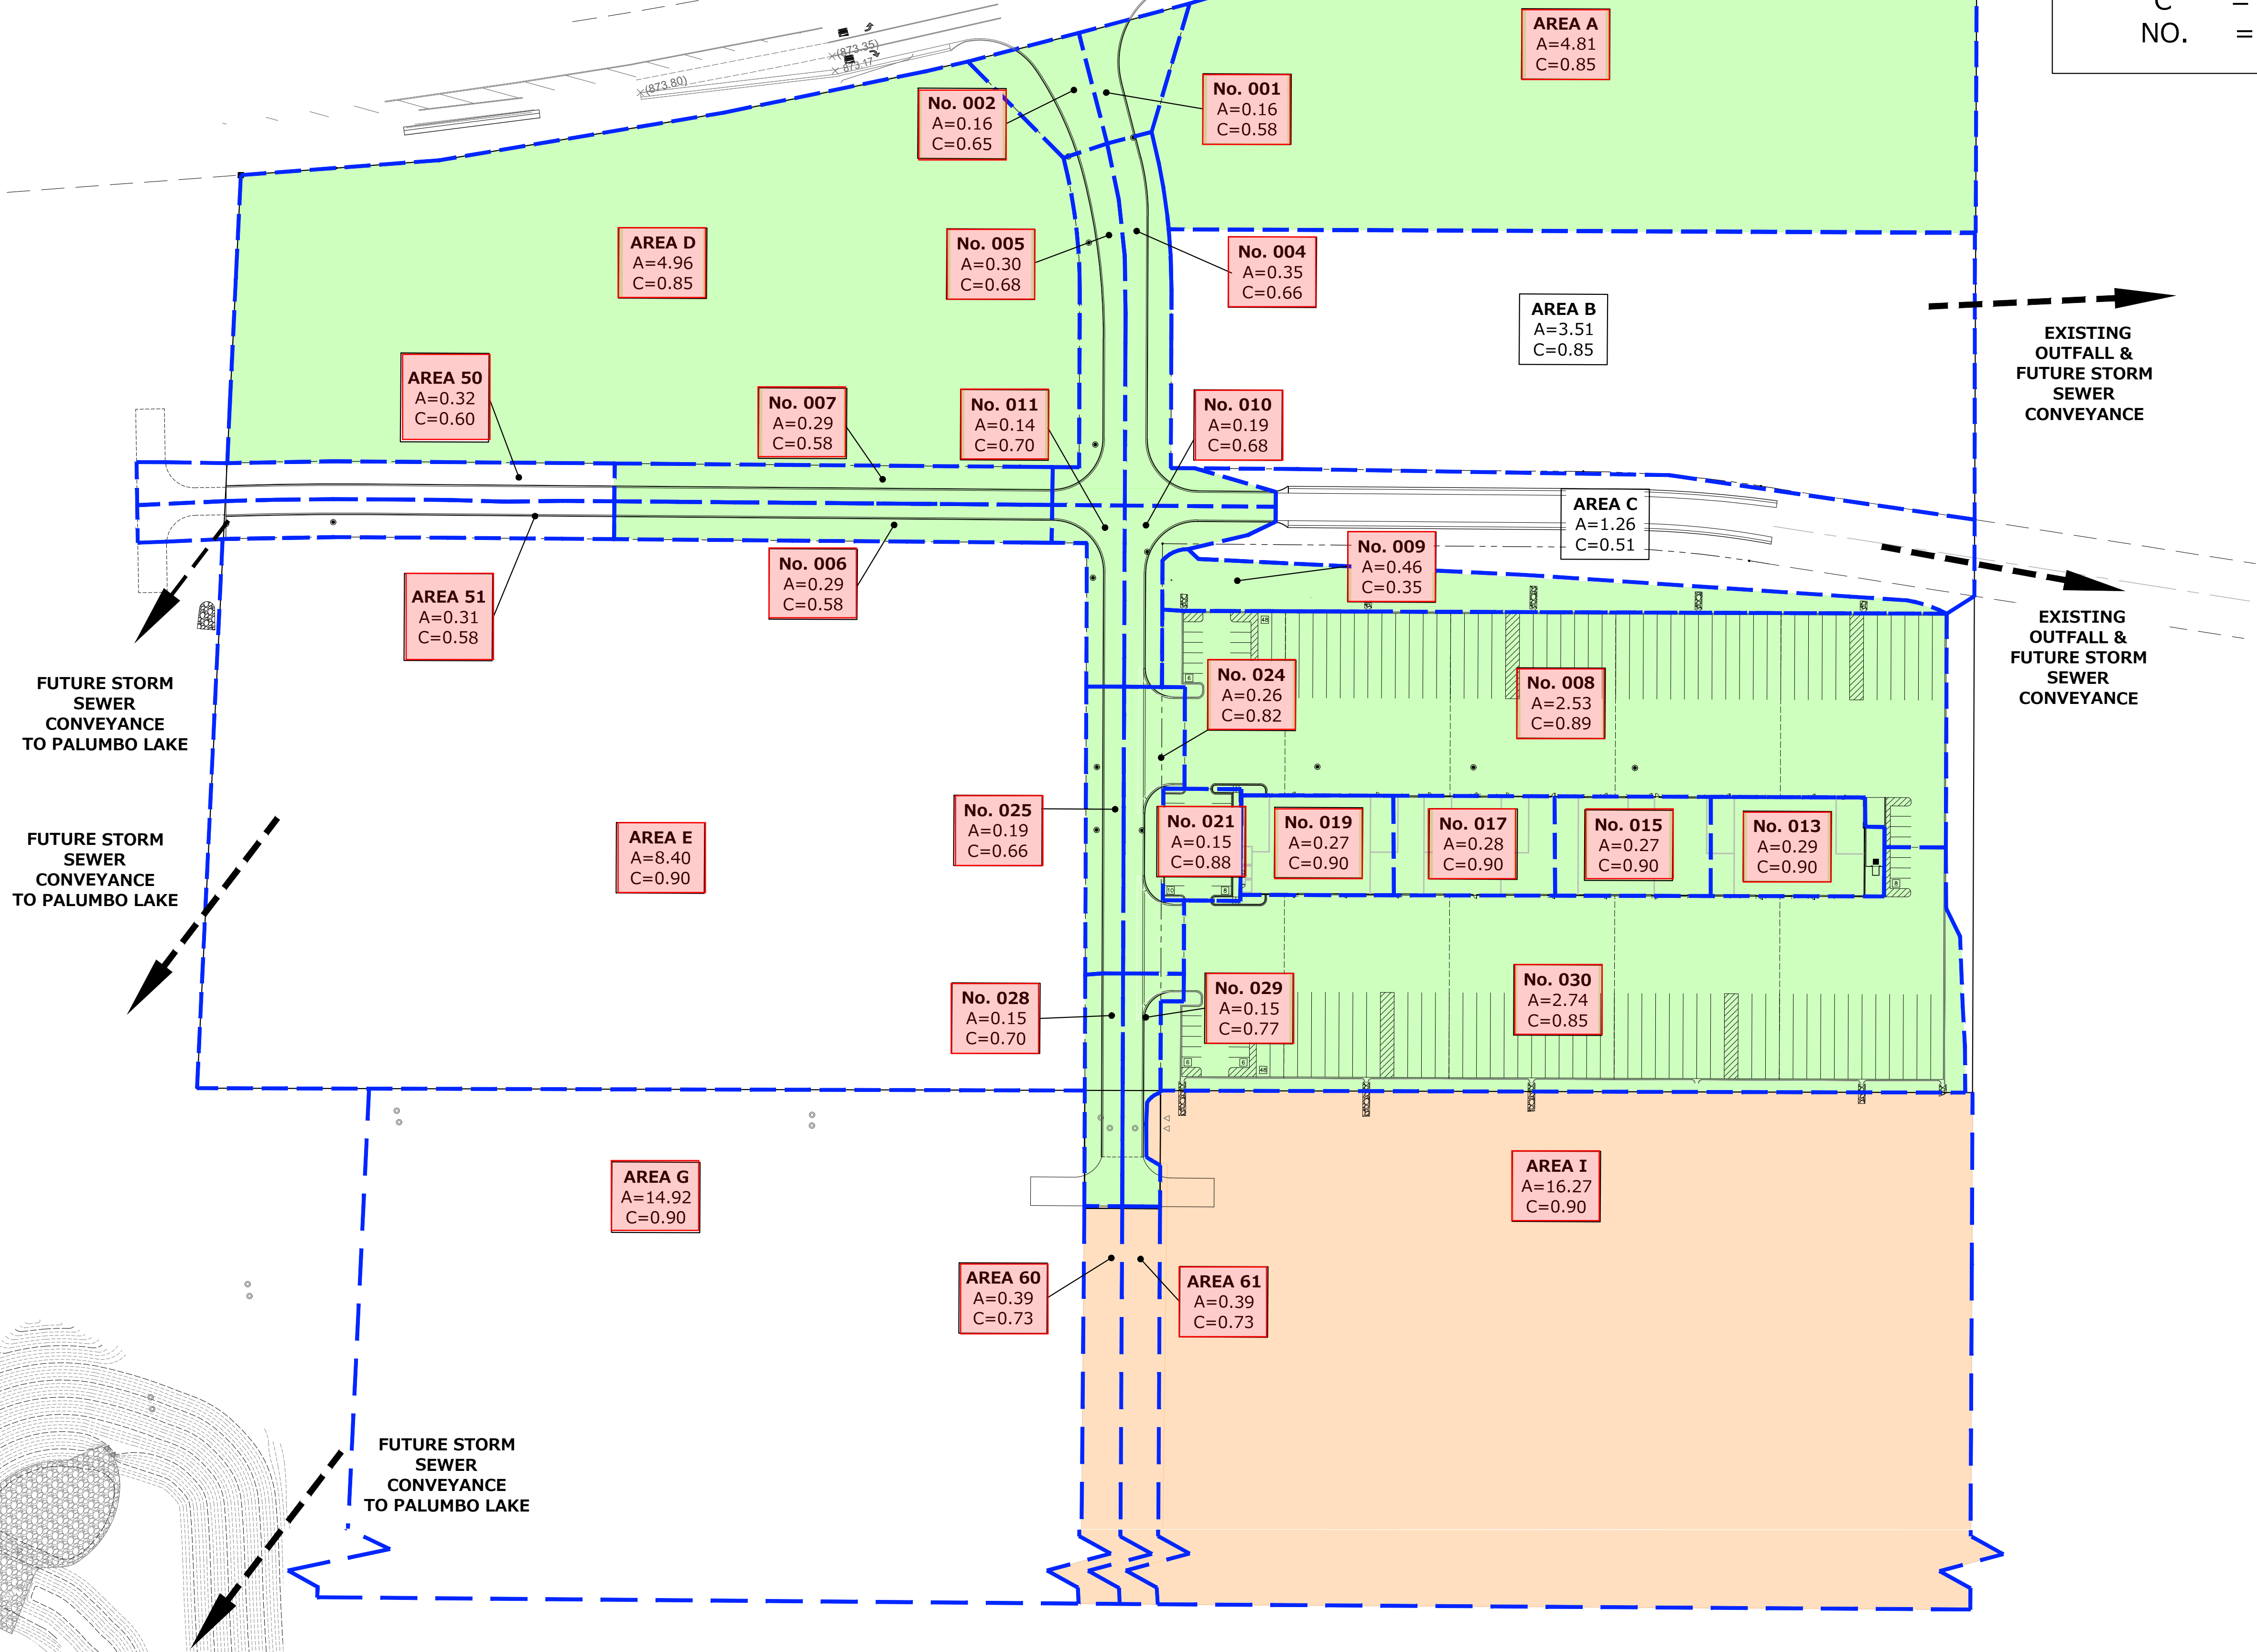 C =
NO. =
AREA A
A=4.81
C=0.85
(873.35)
873.17
(873.80)
No. 002
A=0.16
C=0.65
No. 001
A=0.16
C=0.58
AREA D
A=4.96
C=0.85
No. 005
A=0.30
C=0.68
No. 004
A=0.35
C=0.66
AREA B
A=3.51
C=0.85
EXISTING
OUTFALL &
FUTURE STORM
SEWER
CONVEYANCE
AREA 50
A=0.32
C=0.60
No. 007
A=0.29
C=0.58
No. 011
A=0.14
C=0.70
No. 010
A=0.19
C=0.68
AREA C
A=1.26
C=0.51
No. 009
A=0.46
C=0.35
No. 006
A=0.29
C=0.58
AREA 51
A=0.31
C=0.58
EXISTING
OUTFALL &
FUTURE STORM
SEWER
CONVEYANCE
FUTURE STORM
SEWER
CONVEYANCE
TO PALUMBO LAKE
48
6
No. 024
A=0.26
C=0.82
No. 008
A=2.53
C=0.89
FUTURE STORM
SEWER
CONVEYANCE
TO PALUMBO LAKE
AREA E
A=8.40
C=0.90
No. 025
A=0.19
C=0.66
No. 021
A=0.15
C=0.88
No. 019
A=0.27
C=0.90
No. 017
A=0.28
C=0.90
No. 015
A=0.27
C=0.90
No. 013
A=0.29
C=0.90
10
8
8
No. 028
A=0.15
C=0.70
No. 029
A=0.15
C=0.77
No. 030
A=2.74
C=0.85
6
6
48
AREA G
A=14.92
C=0.90
AREA I
A=16.27
C=0.90
AREA 60
A=0.39
C=0.73
AREA 61
A=0.39
C=0.73
FUTURE STORM
SEWER
CONVEYANCE
TO PALUMBO LAKE